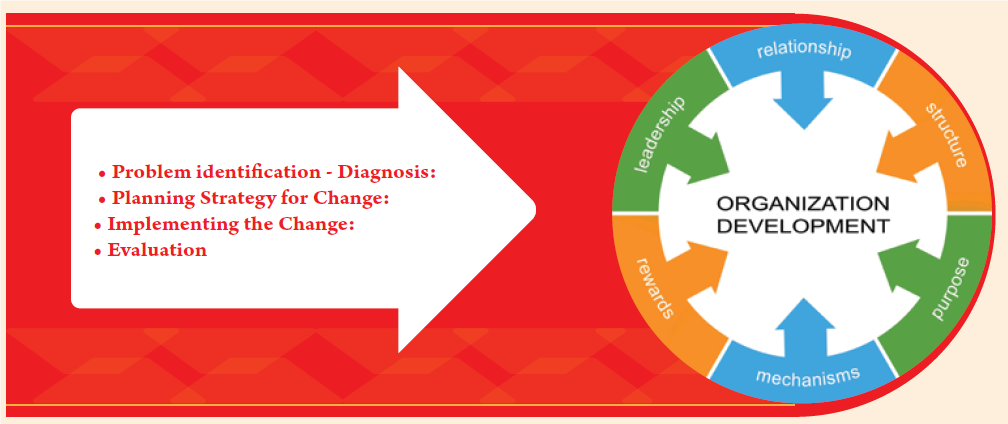 • Problem identification - Diagnosis:
• Planning Strategy for Change:
• Implementing the Change:
• Evaluation
relationship
structure
leadership
ORGANIZATION
DEVELOPMENT
rewards
purpose
mechanisms